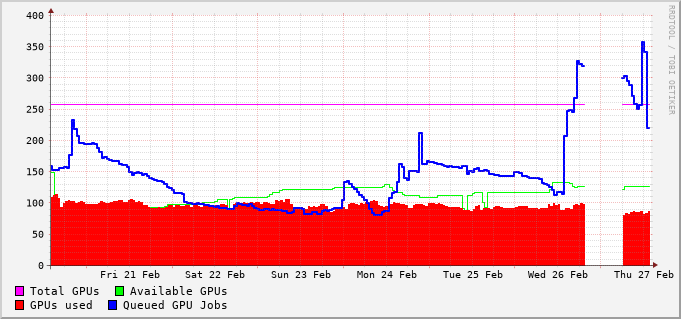 400
350
300
250
200
150
100
50
0
Fri 21 Feb Sat 22 Feb Sun 23 Feb Mon 24 Feb Tue 25 Feb Wed 26 Feb Thu 27 Feb
Total GPUs Available GPUs
GPUs used Queued GPU Jobs
RRDTOOL / TOBI OETIKER